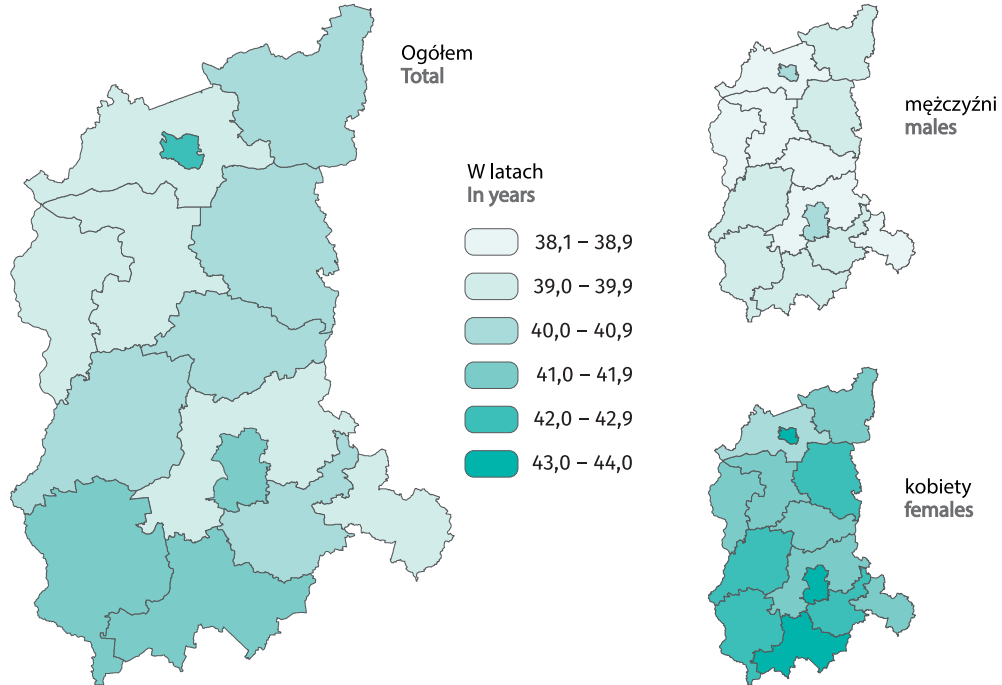 Ogółem
Total
mężczyźni
males
W latach
In years
38,1 – 38,9
39,0 – 39,9
40,0 – 40,9
41,0 – 41,9
42,0 – 42,9
43,0 – 44,0
kobiety
females